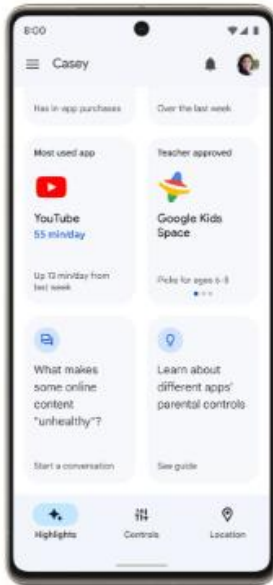 8:00
Casey
Has in-app purchases
Over the last week
Most used app
Teacher approved
YouTube
55 min/day
Google Kids
Space
Up 13 min/day from
last week
Picks for ages 6-8
What makes
some online
content
"unhealthy"?
Learn about
different apps'
parental controls
Start a conversation
See guide
Highlights
Controls
Location